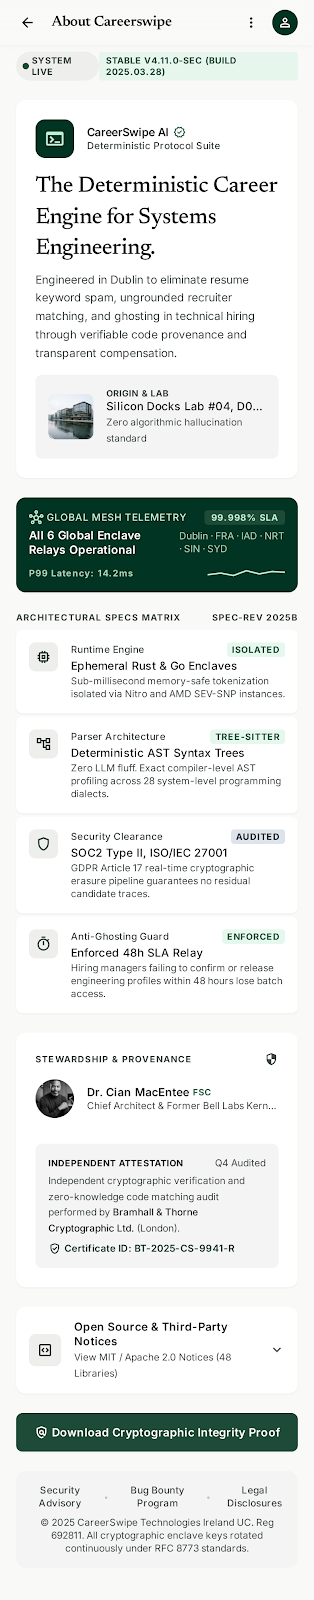 About Careerswipe
SYSTEM
LIVE
STABLE V4.11.0-SEC (BUILD
2025.03.28)
CareerSwipe AI
Deterministic Protocol Suite
The Deterministic Career
Engine for Systems
Engineering.
Engineered in Dublin to eliminate resume
keyword spam, ungrounded recruiter
matching, and ghosting in technical hiring
through verifiable code provenance and
transparent compensation.
ORIGIN & LAB
Silicon Docks Lab #04, D0...
Zero algorithmic hallucination
standard
GLOBAL MESH TELEMETRY
99.998% SLA
All 6 Global Enclave
Relays Operational
Dublin · FRA · IAD · NRT
· SIN · SYD
P99 Latency: 14.2ms
ARCHITECTURAL SPECS MATRIX
SPEC-REV 2025B
Runtime Engine
ISOLATED
Ephemeral Rust & Go Enclaves
Sub-millisecond memory-safe tokenization
isolated via Nitro and AMD SEV-SNP instances.
Parser Architecture
TREE-SITTER
Deterministic AST Syntax Trees
Zero LLM fluff. Exact compiler-level AST
profiling across 28 system-level programming
dialects.
Security Clearance
AUDITED
SOC2 Type II, ISO/IEC 27001
GDPR Article 17 real-time cryptographic
erasure pipeline guarantees no residual
candidate traces.
Anti-Ghosting Guard
ENFORCED
Enforced 48h SLA Relay
Hiring managers failing to confirm or release
engineering profiles within 48 hours lose batch
access.
STEWARDSHIP & PROVENANCE
Dr. Cian MacEntee FSC
Chief Architect & Former Bell Labs Kern...
INDEPENDENT ATTESTATION
Q4 Audited
Independent cryptographic verification and
zero-knowledge code matching audit
performed by Bramhall & Thorne
Cryptographic Ltd. (London).
Certificate ID: BT-2025-CS-9941-R
Open Source & Third-Party
Notices
View MIT / Apache 2.0 Notices (48
Libraries)
Download Cryptographic Integrity Proof
Security
Advisory
·
Bug Bounty
Program
·
Legal
Disclosures
© 2025 CareerSwipe Technologies Ireland UC. Reg
692811. All cryptographic enclave keys rotated
continuously under RFC 8773 standards.